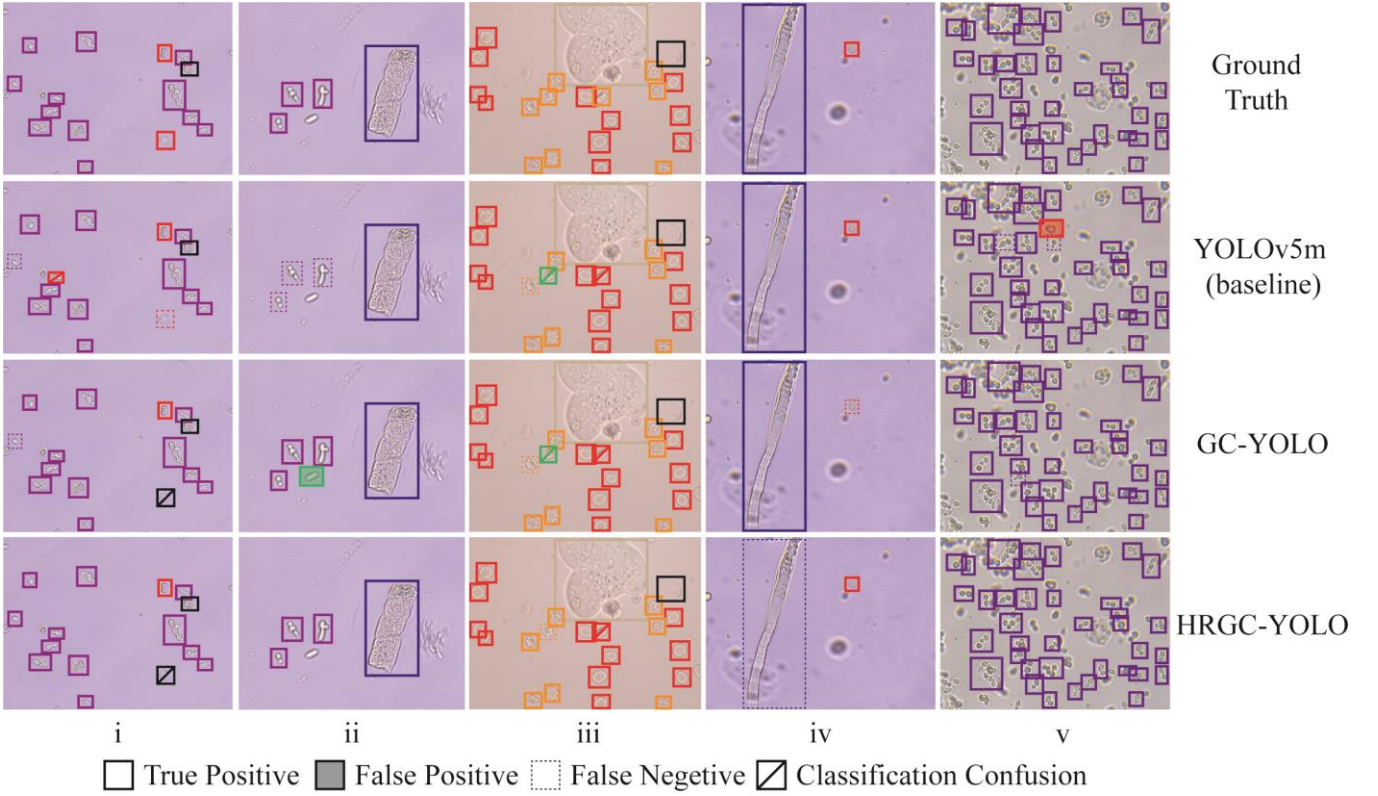 Ground
Truth
YOLOv5m
(baseline)
GC-YOLO
HRGC-YOLO
i ii iii iv v
True Positive False Positive False Negetive Classification Confusion